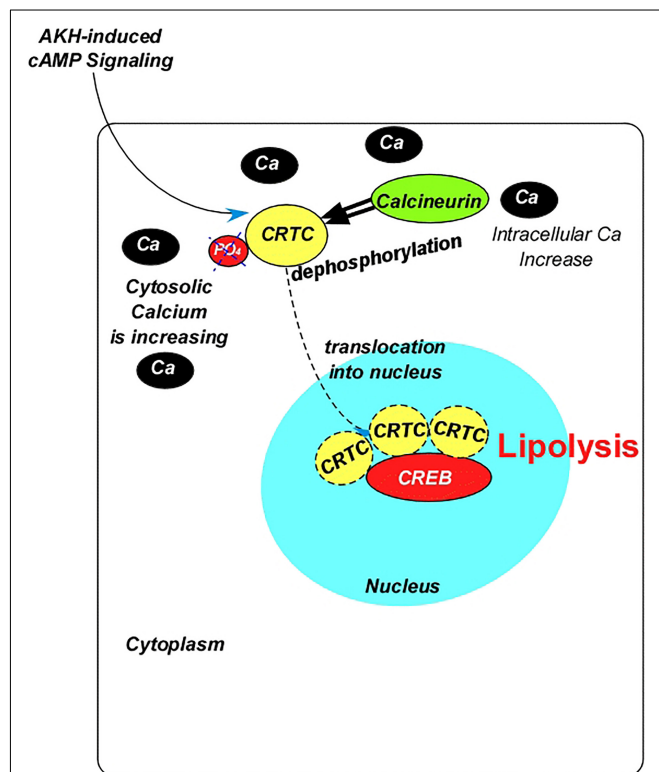 AKH-induced
cAMP Signaling
Ca
Ca
Calcineurin
Ca
CRTC
PO4
Ca
dephosphorylation
Intracellular Ca
Increase
Cytosolic
Calcium
is increasing
Ca
translocation
into nucleus
CRTC
CRTC
CRTC
Lipolysis
CREB
Nucleus
Cytoplasm